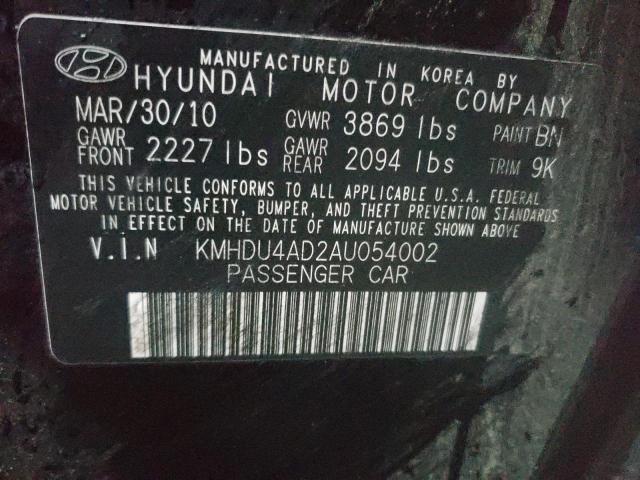 MANUFACTURED IN KOREA BY
HYUNDAI MOTOR COMPANY
MAR/30/10 GVWR 3869 lbs PAINT BN
GAWR FRONT 2227 lbs GAWR REAR 2094 lbs TRIM 9K
THIS VEHICLE CONFORMS TO ALL APPLICABLE U.S.A. FEDERAL
MOTOR VEHICLE SAFETY, BUMPER, AND THEFT PREVENTION STANDARDS
IN EFFECT ON THE DATE OF MANUFACTURE SHOWN ABOVE
V.i.N KMHDU4AD2AU054002
PASSENGER CAR